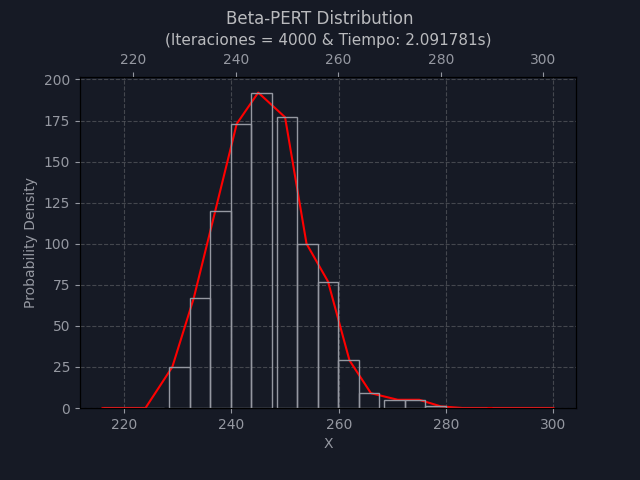 Beta-PERT Distribution
(Iteraciones = 4000 & Tiempo: 2.091781s)
220 240 260 280 300
200
175
150
125
100
75
50
25
0
Probability Density
220 240 260 280 300
X